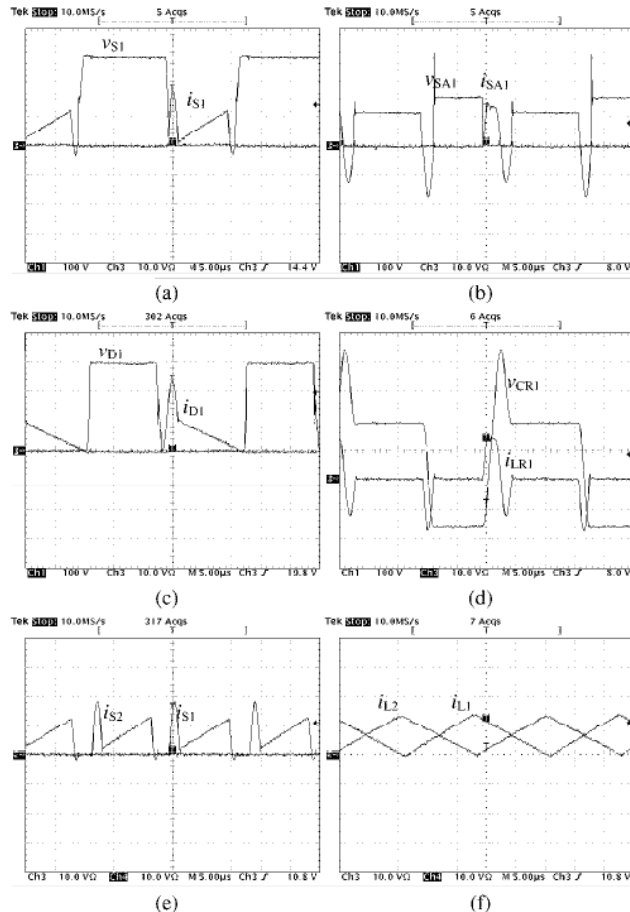 Tek Stop: 10.0MS/s 5 Acqs
vS1
iS1
Ch1 100 V Ch3 10.0 VΩ M 5.00µs Ch3 14.4 V
(a)
Tek Stop: 10.0MS/s 5 Acqs
vSA1 iSA1
Ch1 100 V Ch3 10.0 VΩ M 5.00µs Ch3 8.0 V
(b)
Tek Stop: 10.0MS/s 302 Acqs
vD1
iD1
Ch1 100 V Ch3 10.0 VΩ M 5.00µs Ch3 19.8 V
(c)
Tek Stop: 10.0MS/s 6 Acqs
vCR1
iLR1
Ch1 100 V Ch3 10.0 VΩ M 5.00µs Ch3 8.0 V
(d)
Tek Stop: 10.0MS/s 317 Acqs
iS2 iS1
Ch3 10.0 VΩ Ch4 10.0 VΩ M 5.00µs Ch3 10.8 V
(e)
Tek Stop: 10.0MS/s 7 Acqs
iL2 iL1
Ch3 10.0 VΩ Ch4 10.0 VΩ M 5.00µs Ch3 10.8 V
(f)